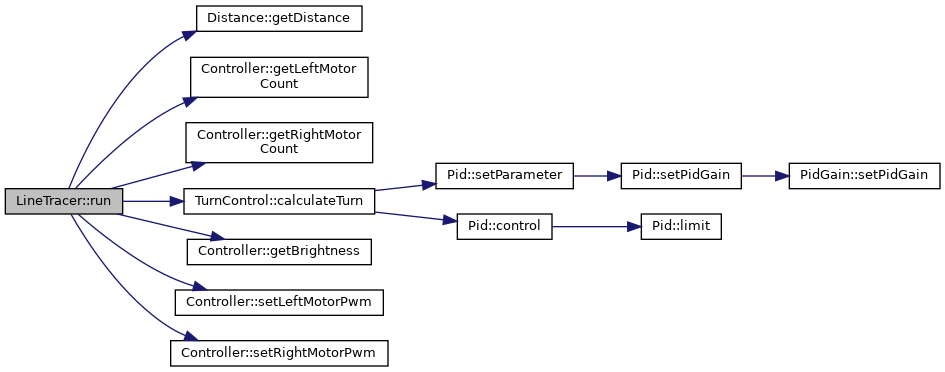 LineTracer::run
Distance::getDistance
Controller::getLeftMotor
Count
Controller::getRightMotor
Count
TurnControl::calculateTurn
Controller::getBrightness
Controller::setLeftMotorPwm
Controller::setRightMotorPwm
Pid::setParameter
Pid::control
Pid::setPidGain
Pid::limit
PidGain::setPidGain